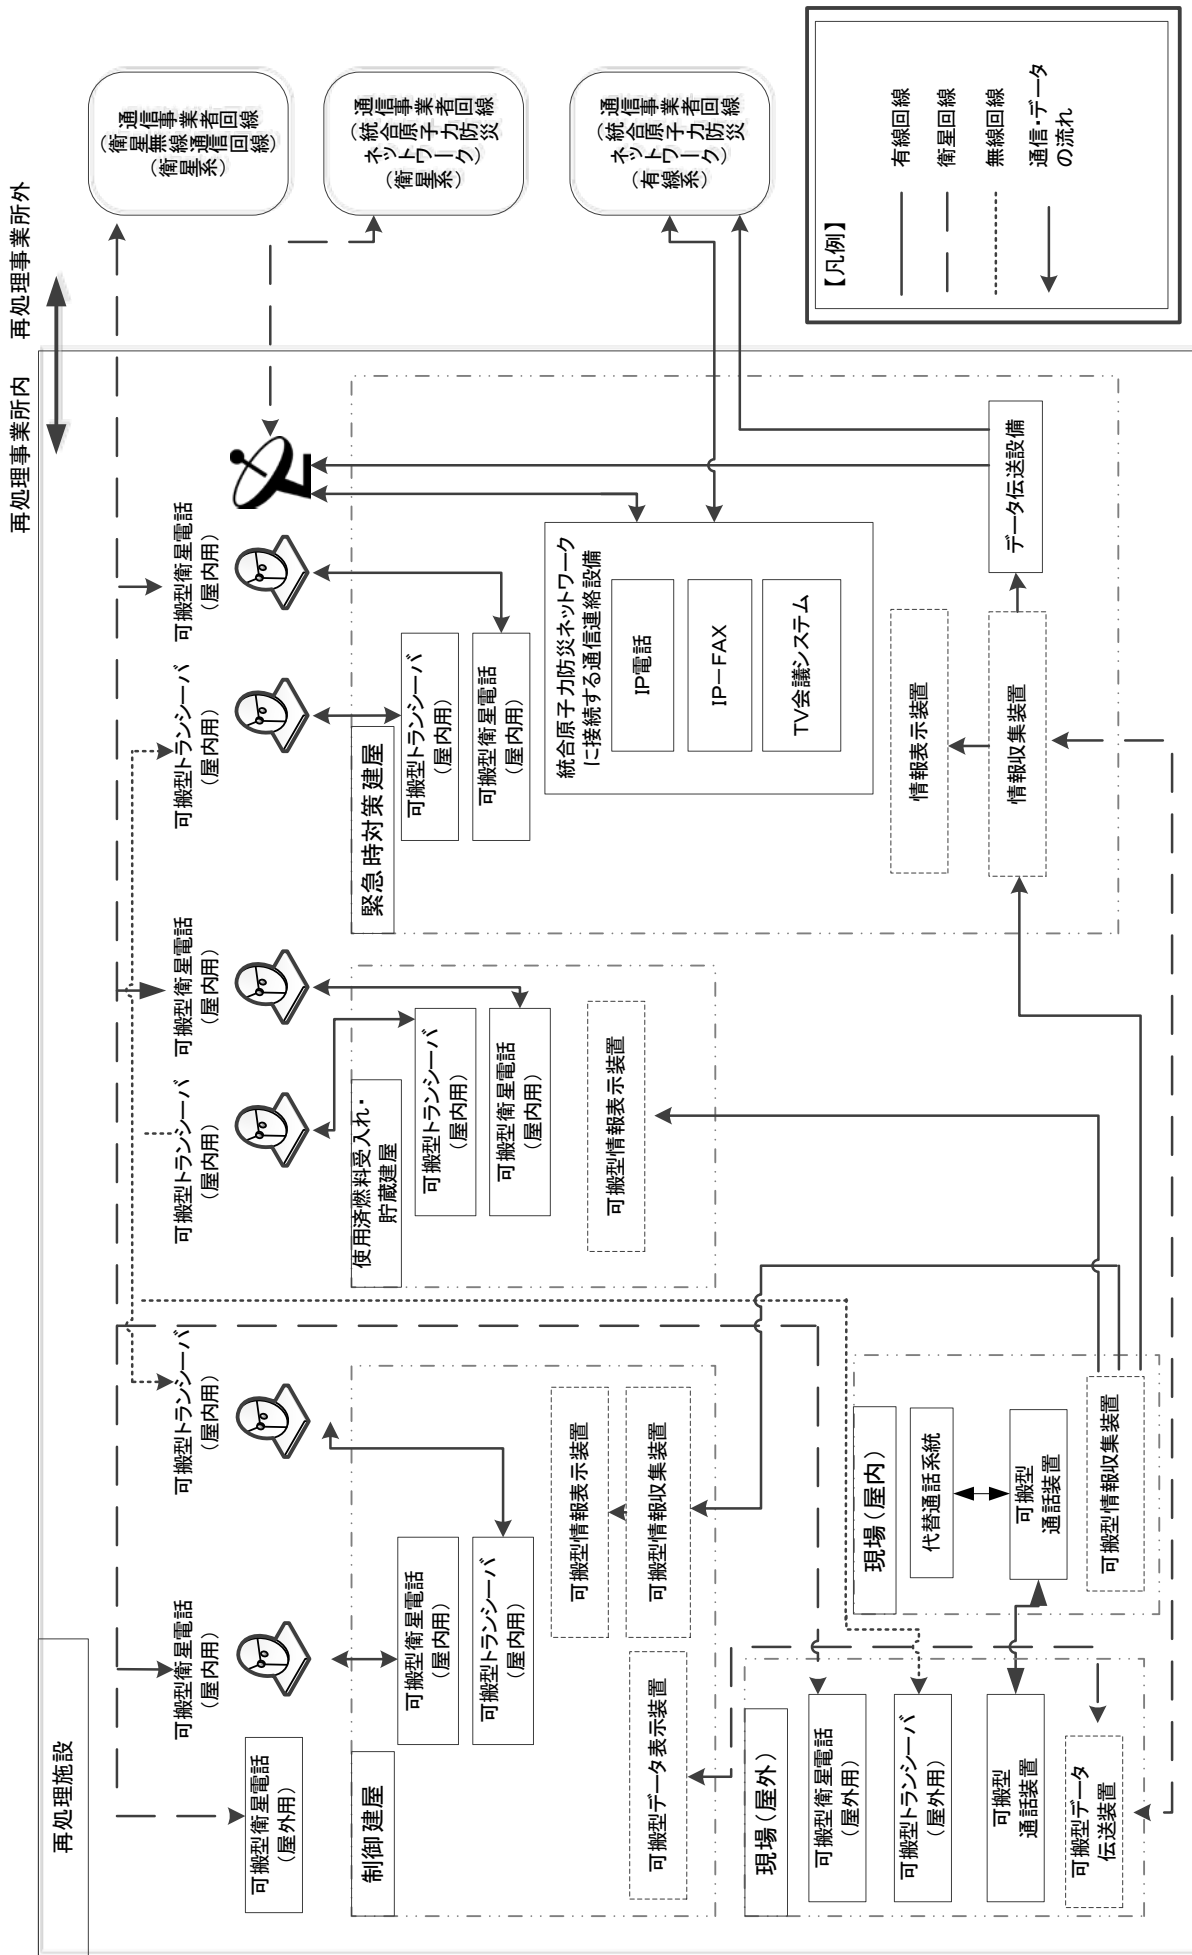 再処理事業所内
再処理事業所外
再処理施設
可搬型衛星電話
(屋外用)
可搬型衛星電話
(屋内用)
可搬型トランシーバ
(屋内用)
可搬型トランシーバ
(屋内用)
可搬型衛星電話
(屋内用)
可搬型トランシーバ
(屋内用)
可搬型衛星電話
(屋内用)
通信事業者回線
(衛星無線通信回線)
(衛星系)
通信事業者回線
(統合原子力防災
ネットワーク)
(衛星系)
通信事業者回線
(統合原子力防災
ネットワーク)
(有線系)
制御建屋
可搬型衛星電話
(屋内用)
可搬型トランシーバ
(屋内用)
可搬型情報表示装置
可搬型情報収集装置
可搬型データ表示装置
使用済燃料受入れ・
貯蔵建屋
可搬型トランシーバ
(屋内用)
可搬型衛星電話
(屋内用)
可搬型情報表示装置
緊急時対策建屋
可搬型トランシーバ
(屋内用)
可搬型衛星電話
(屋内用)
統合原子力防災ネットワーク
に接続する通信連絡設備
IP電話
IP-FAX
TV会議システム
情報表示装置
情報収集装置
データ伝送設備
現場(屋外)
可搬型衛星電話
(屋外用)
可搬型トランシーバ
(屋外用)
可搬型
通話装置
可搬型データ
伝送装置
現場(屋内)
代替通話系統
可搬型
通話装置
可搬型情報収集装置
【凡例】
有線回線
衛星回線
無線回線
通信・データ
の流れ